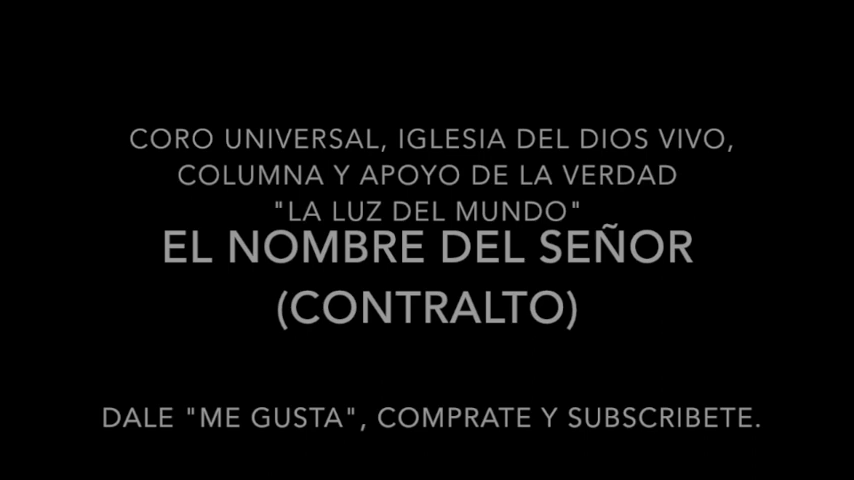 CORO UNIVERSAL, IGLESIA DEL DIOS VIVO,
COLUMNA Y APOYO DE LA VERDAD
"LA LUZ DEL MUNDO"
EL NOMBRE DEL SEÑOR
(CONTRALTO)
DALE "ME GUSTA", COMPRATE Y SUBSCRIBETE.